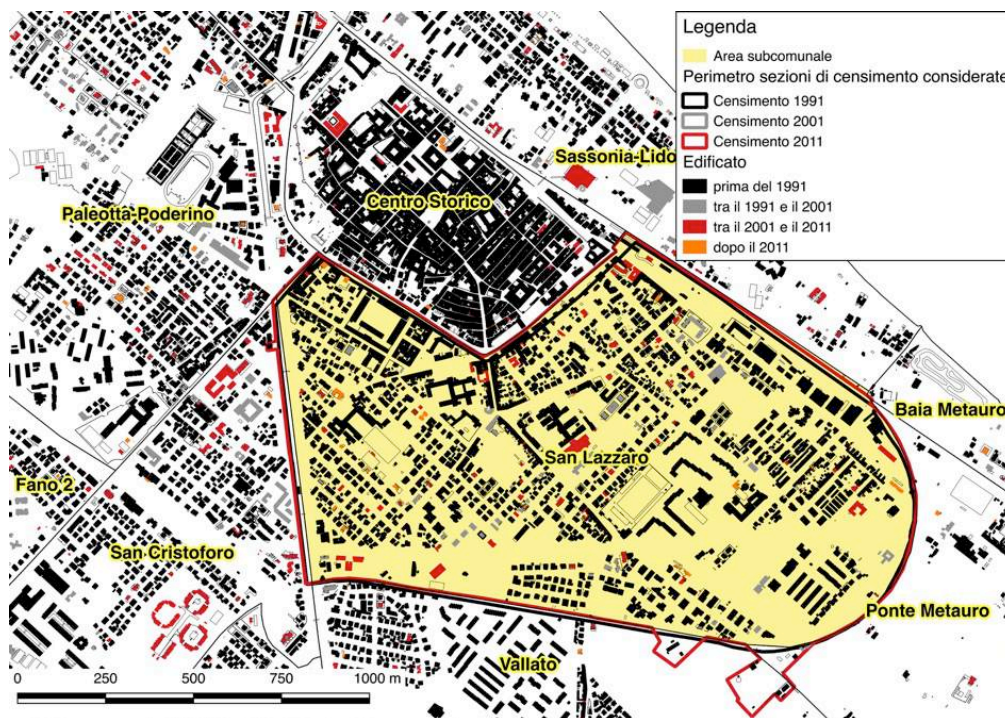 Legenda
Area subcomunale
Perimetro sezioni di censimento considerate
Censimento 1991
Censimento 2001
Censimento 2011
Edificato
prima del 1991
tra il 1991 e il 2001
tra il 2001 e il 2011
dopo il 2011
Sassonia-Lido
Centro Storico
Paleotta-Poderino
Baia Metauro
San Lazzaro
Fano 2
San Cristoforo
Ponte Metauro
Vallato
0 250 500 750 1000 m